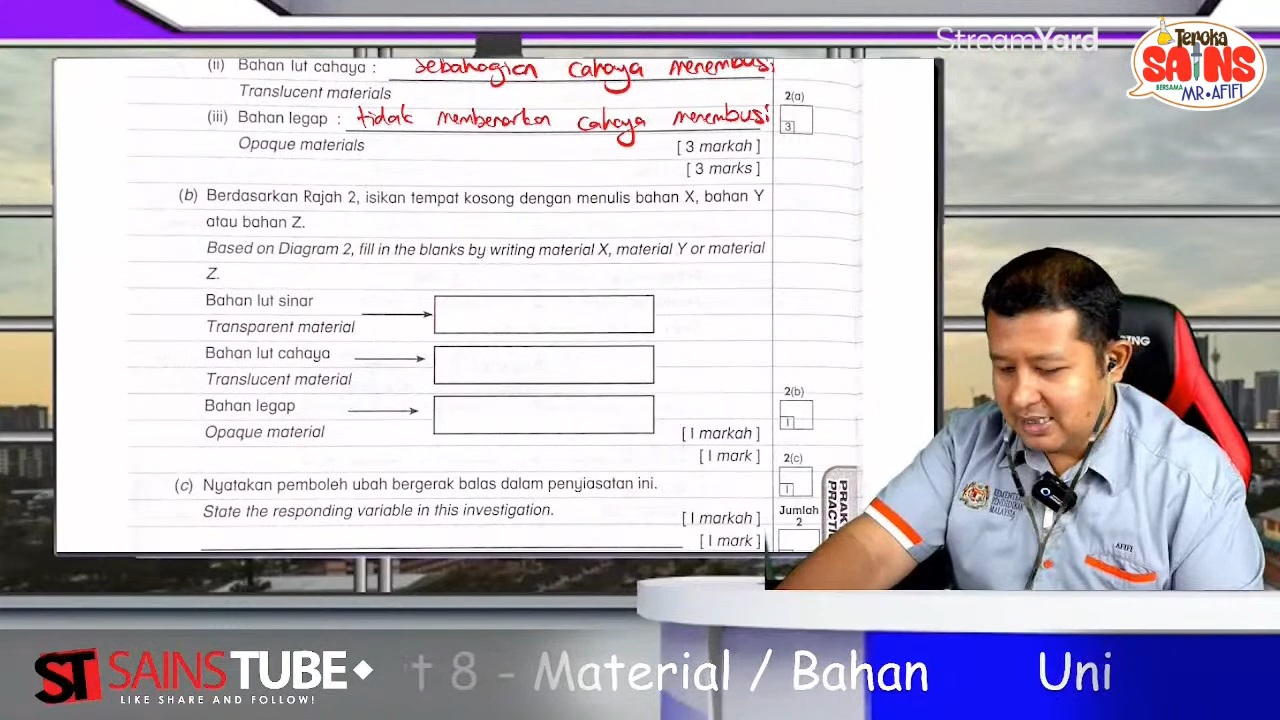 StreamYard
Teroka
SAINS
BERSAMA
MR•AFIFI
(ii) Bahan lut cahaya : sebahagian cahaya menembusi
Translucent materials
2(a)
(iii) Bahan legap : tidak membenarkan cahaya menembusi
3
Opaque materials [ 3 markah ]
[ 3 marks ]
(b) Berdasarkan Rajah 2, isikan tempat kosong dengan menulis bahan X, bahan Y
atau bahan Z.
Based on Diagram 2, fill in the blanks by writing material X, material Y or material
Z.
Bahan lut sinar
Transparent material
Bahan lut cahaya
Translucent material
Bahan legap
Opaque material
2(b)
1
[ 1 markah ]
[ 1 mark ]
2(c)
1
(c) Nyatakan pemboleh ubah bergerak balas dalam penyiasatan ini.
State the responding variable in this investigation.
[ 1 markah ]
[ 1 mark ]
Jumlah
2
KEMENTERIAN
PENDIDIKAN
MALAYSIA
AFIFI
ST SAINSTUBE
LIKE SHARE AND FOLLOW!
t 8 - Material / Bahan Uni